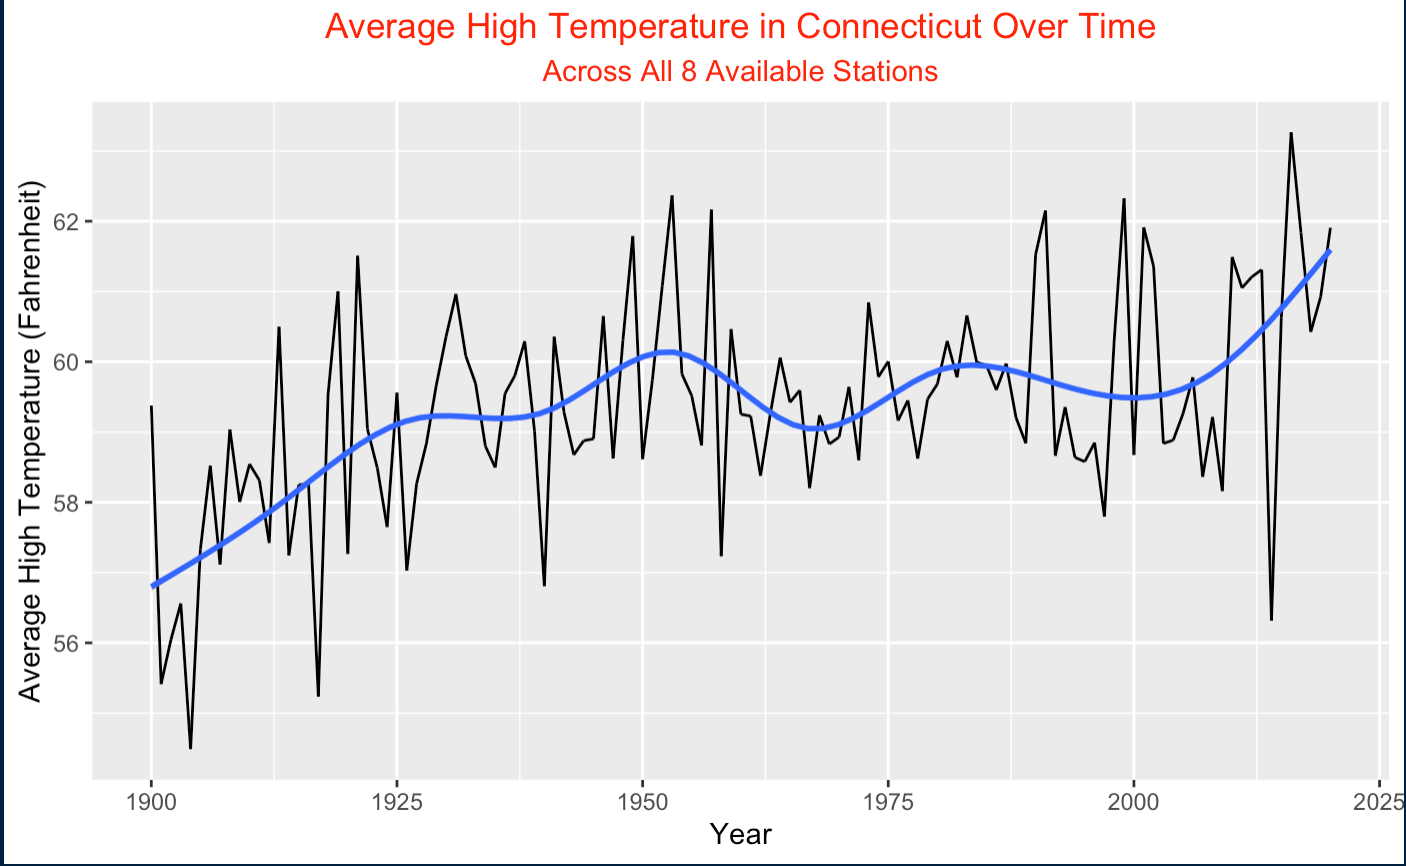 Average High Temperature in Connecticut Over Time
Across All 8 Available Stations
Average High Temperature (Fahrenheit)
62
60
58
56
1900 1925 1950 1975 2000 2025
Year